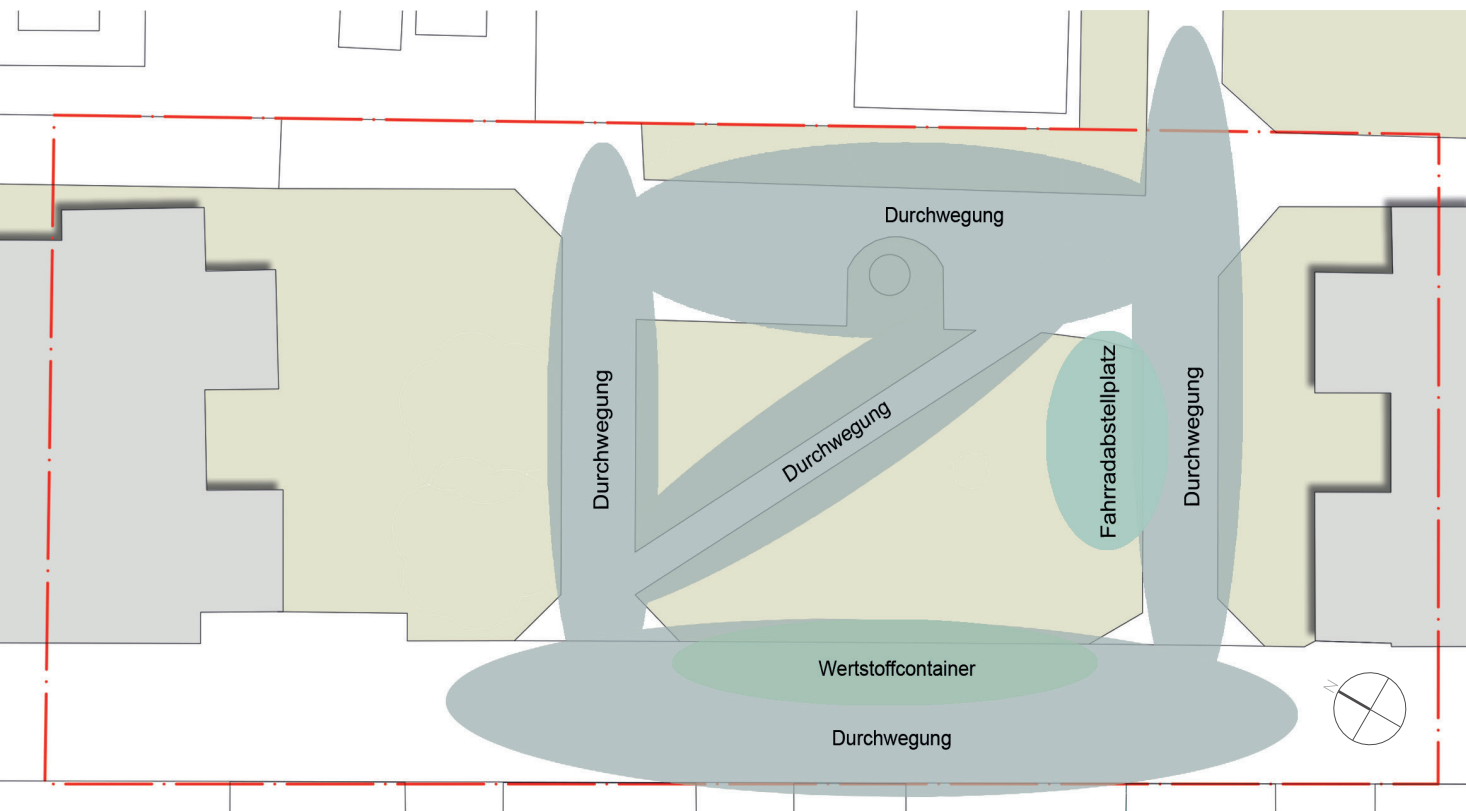 Durchwegung
Durchwegung
Durchwegung
Fahrradabstellplatz
Durchwegung
Wertstoffcontainer
Durchwegung
N